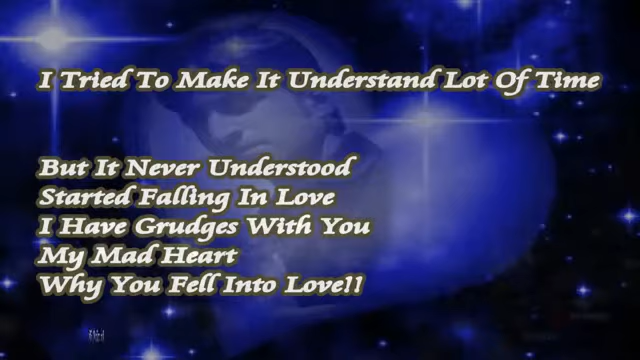 I Tried To Make It Understand Lot Of Time
But It Never Understood
Started Falling In Love
I Have Grudges With You
My Mad Heart
Why You Fell Into Love!!